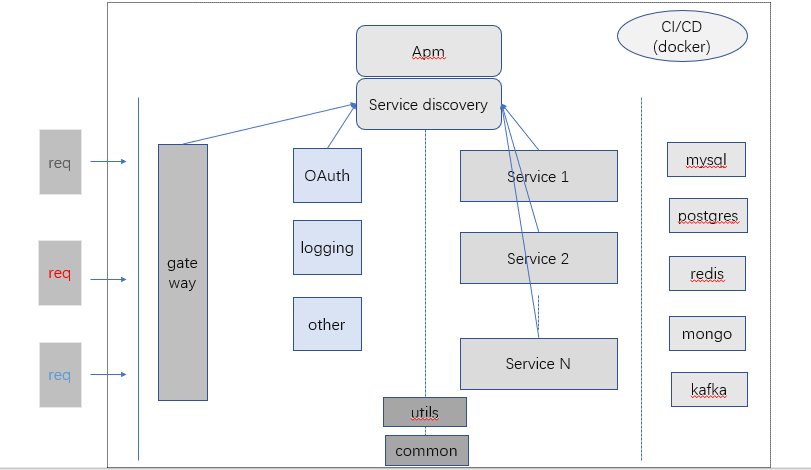 CI/CD
(docker)
Apm
Service discovery
req
req
req
gate
way
OAuth
logging
other
Service 1
Service 2
Service N
utils
common
mysql
postgres
redis
mongo
kafka